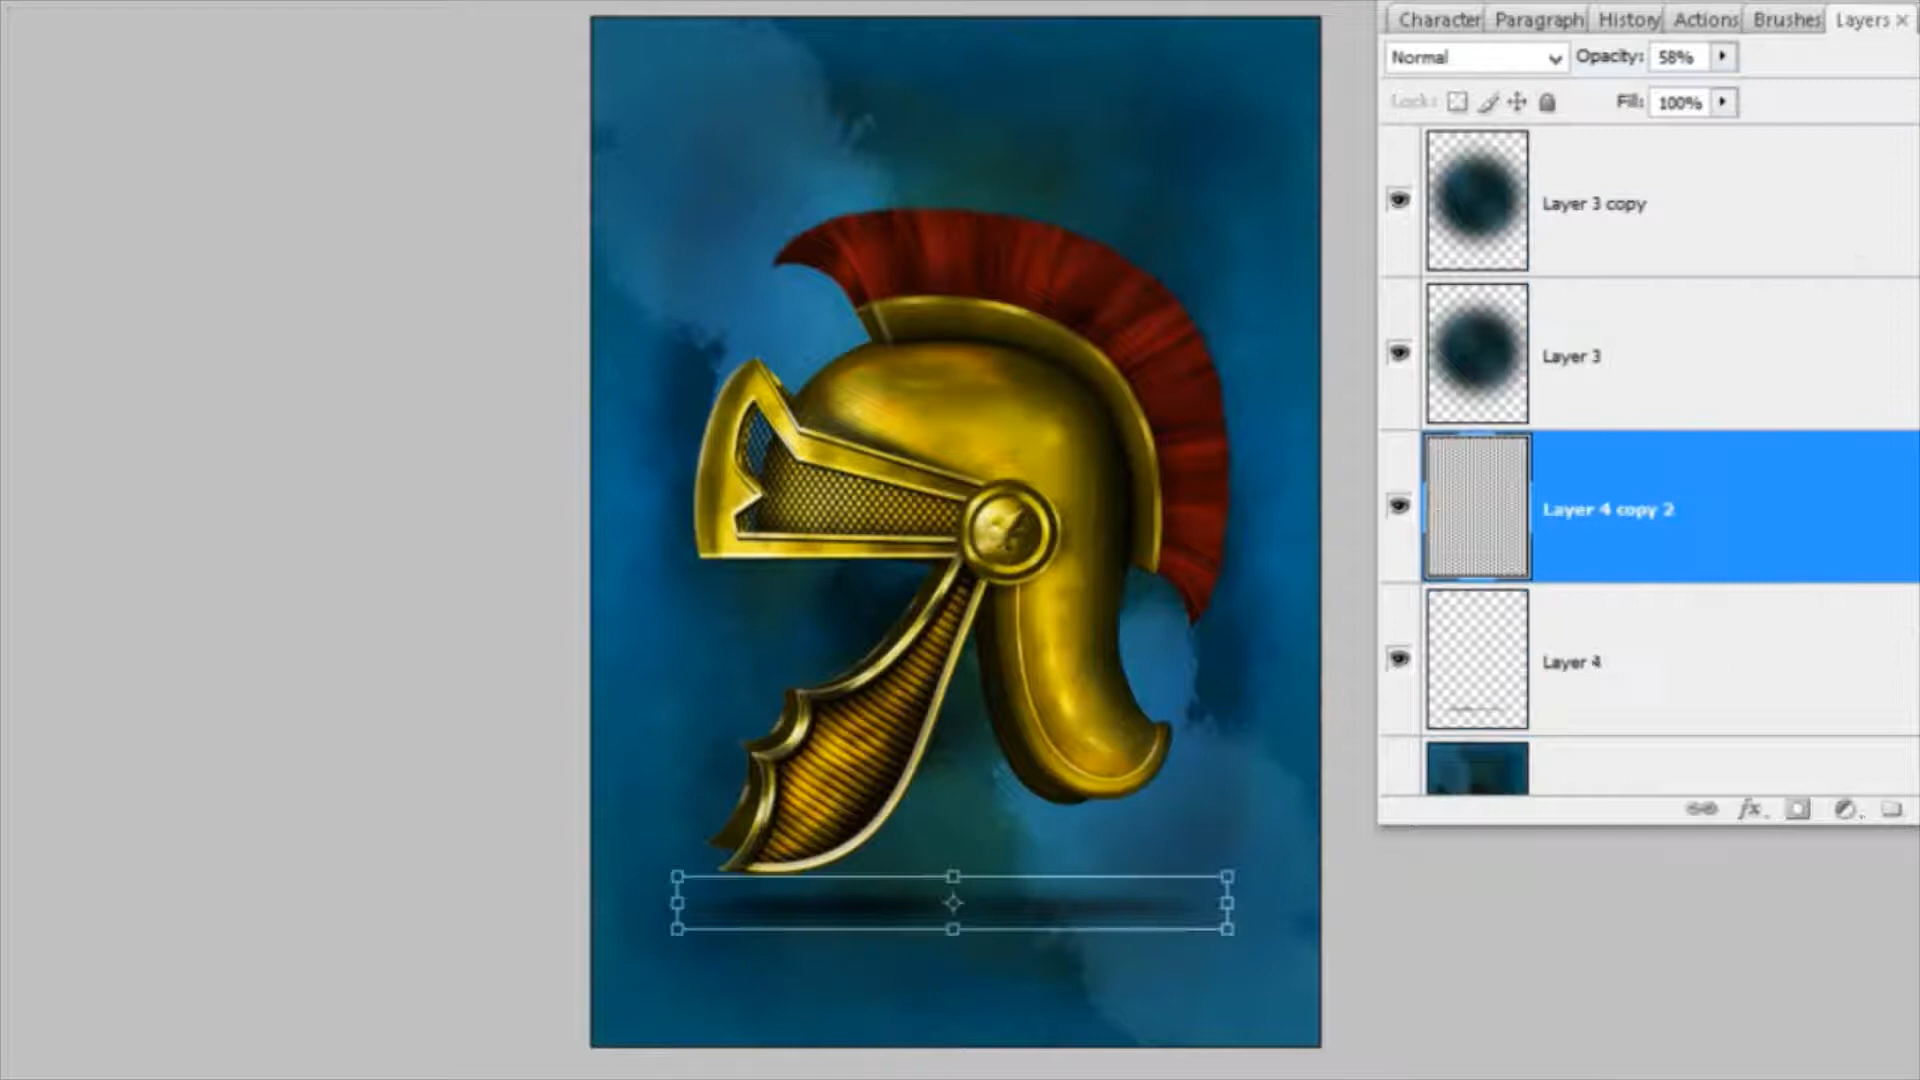 Character Paragraph History Actions Brushes Layers ×
Normal Opacity: 58%
Lock: Fill: 100%
Layer 3 copy
Layer 3
Layer 4 copy 2
Layer 4
fx.